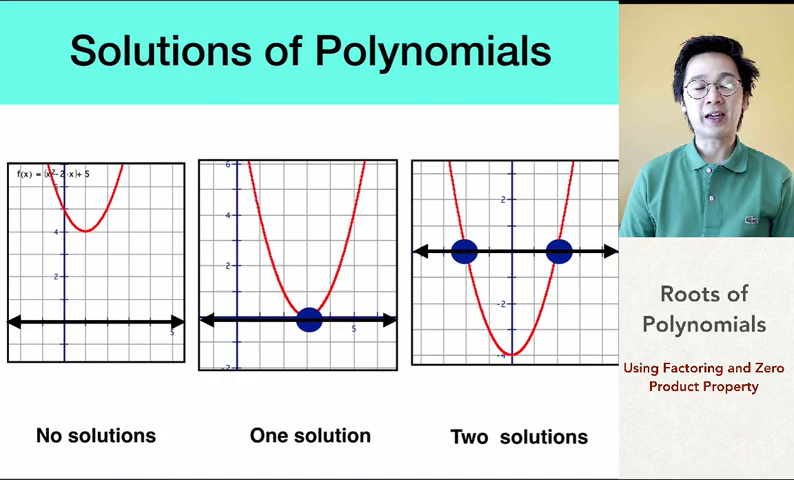 Solutions of Polynomials
f(x) = (x²-2·x)+ 5
4
2
5
6
4
2
5
-2
2
-2
-4
No solutions
One solution
Two solutions
Roots of
Polynomials
Using Factoring and Zero
Product Property